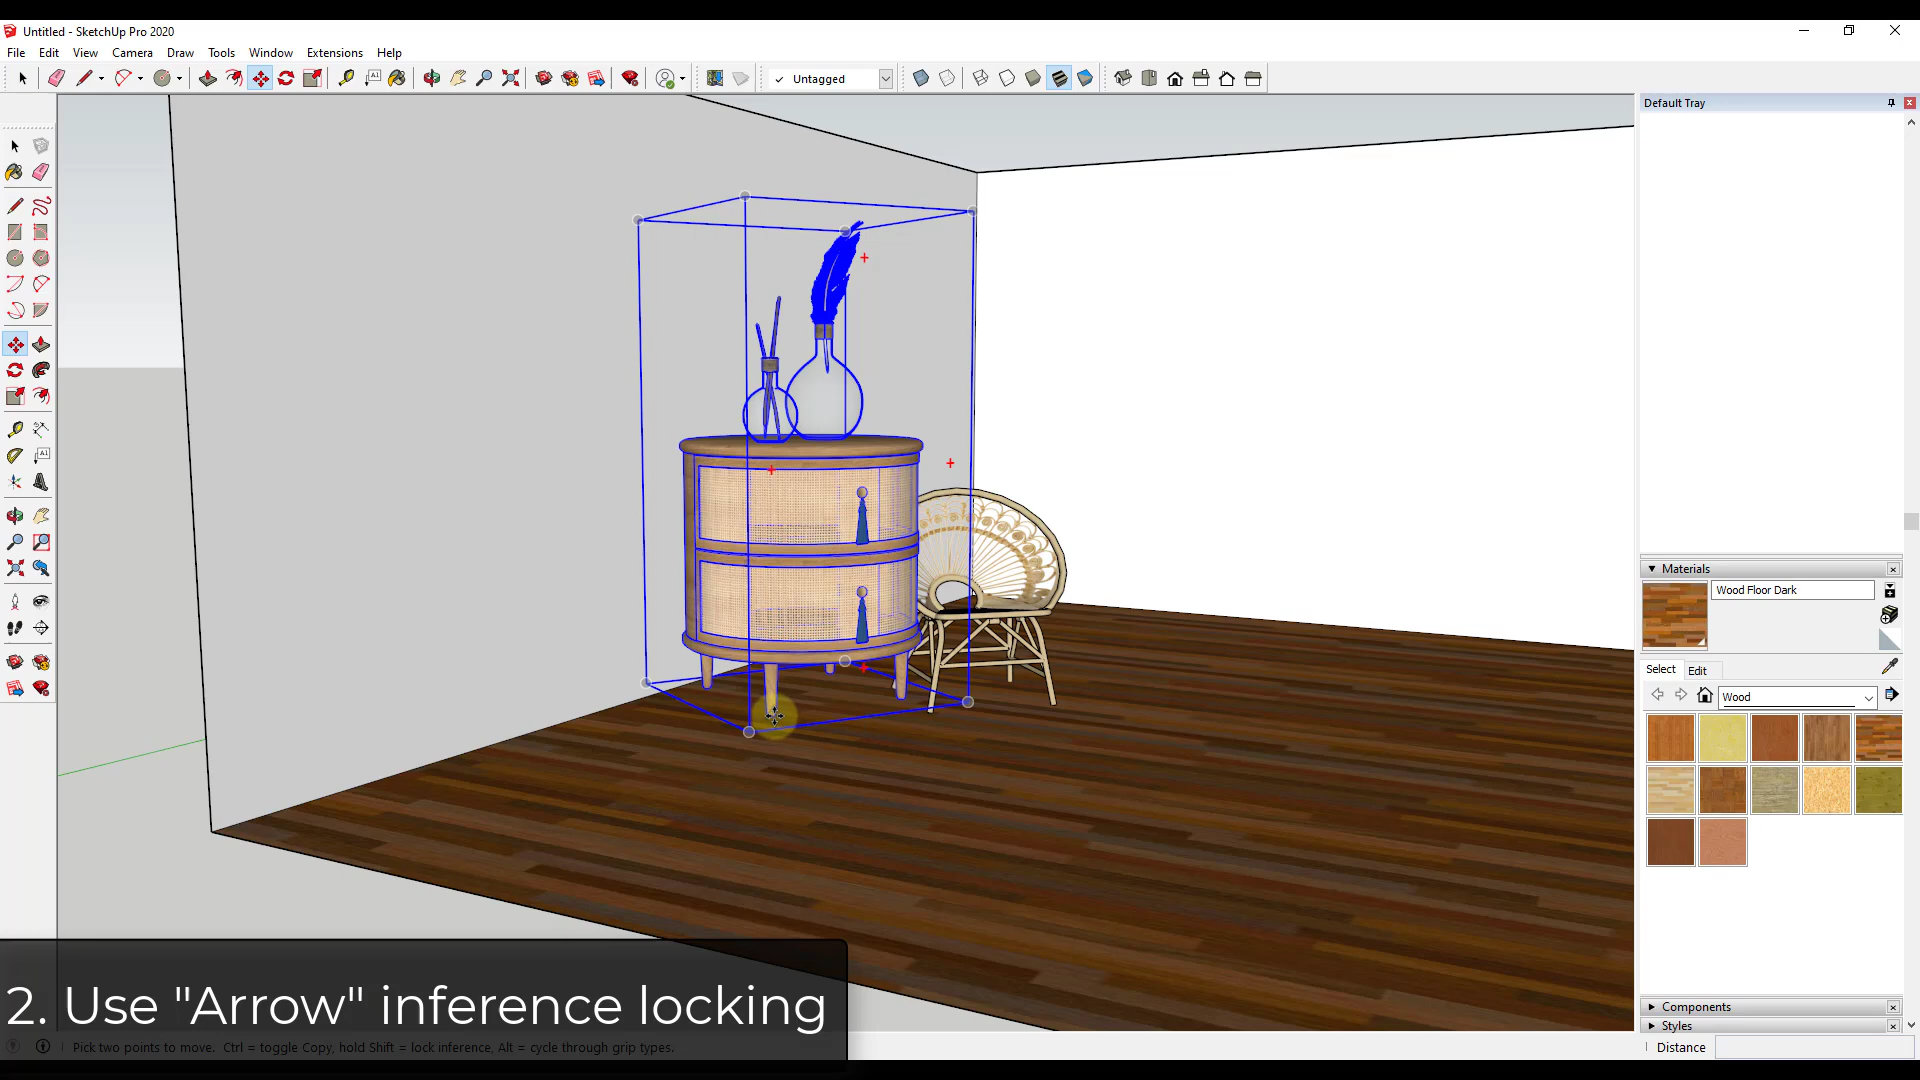 Untitled - SketchUp Pro 2020
File Edit View Camera Draw Tools Window Extensions Help
A1
✓ Untagged
Default Tray
A1
Materials
Wood Floor Dark
Select Edit
Wood
Components
Styles
2. Use "Arrow" inference locking
Pick two points to move. Ctrl = toggle Copy, hold Shift = lock inference, Alt = cycle through grip types.
Distance